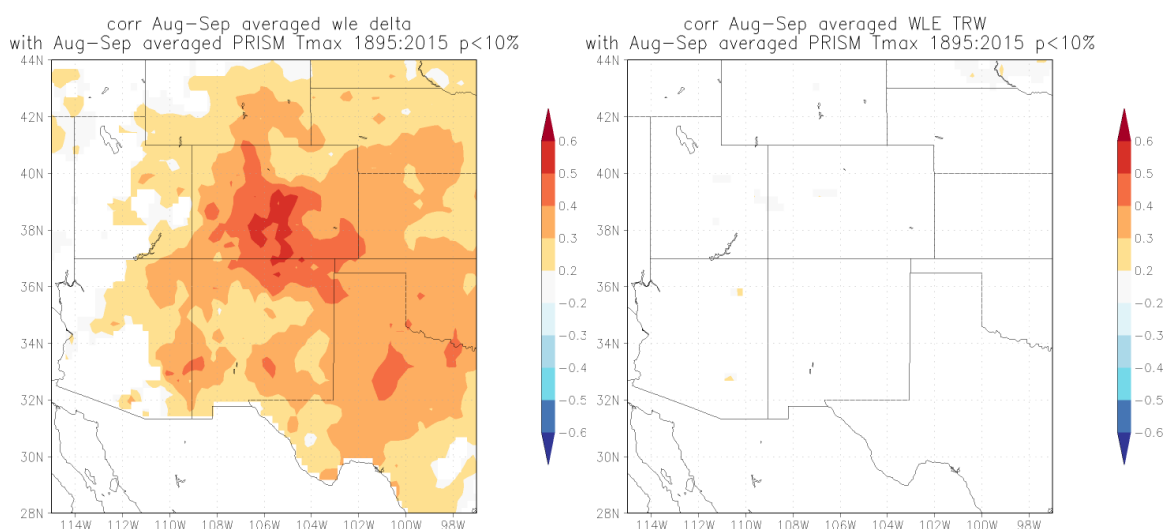 corr Aug-Sep averaged wle delta
with Aug-Sep averaged PRISM Tmax 1895:2015 p<10%
44N
42N
40N
38N
36N
34N
32N
30N
28N
114W 112W 110W 108W 106W 104W 102W 100W 98W
0.6
0.5
0.4
0.3
0.2
-0.2
-0.3
-0.4
-0.5
-0.6
corr Aug-Sep averaged WLE TRW
with Aug-Sep averaged PRISM Tmax 1895:2015 p<10%
44N
42N
40N
38N
36N
34N
32N
30N
28N
114W 112W 110W 108W 106W 104W 102W 100W 98W
0.6
0.5
0.4
0.3
0.2
-0.2
-0.3
-0.4
-0.5
-0.6